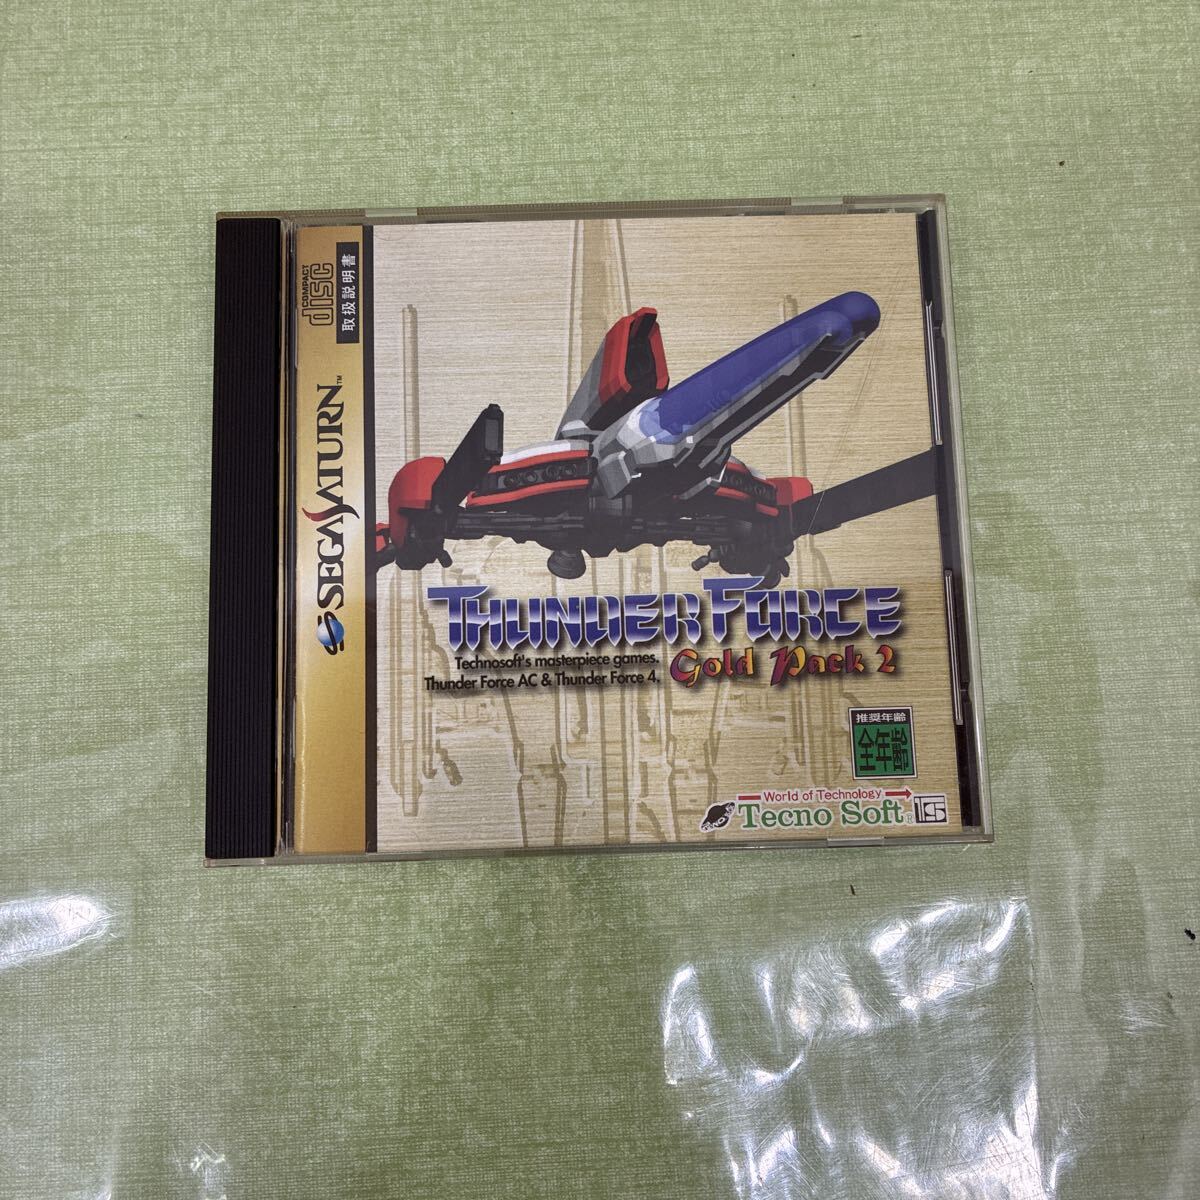 COMPACT
disc
取扱説明書
SEGA SATURN™
THUNDER FORCE
Gold Pack 2
Technosoft's masterpiece games.
Thunder Force AC & Thunder Force 4.
推奨年齢
全年齢
World of Technology
Tecno Soft®